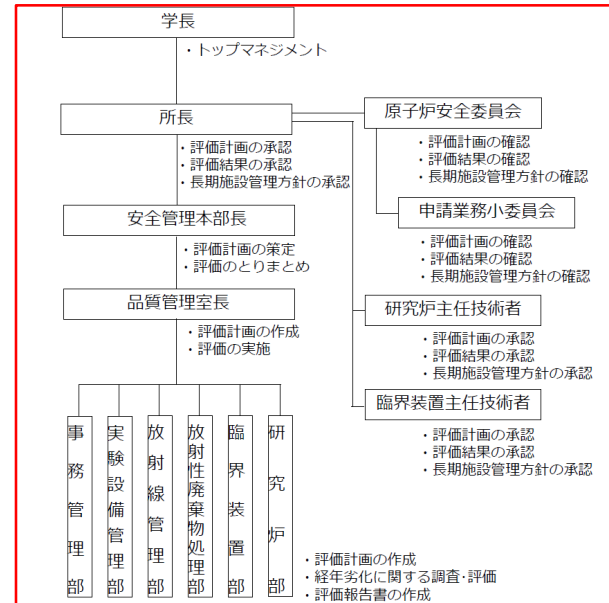 学長
・トップマネジメント
所長
・評価計画の承認
・評価結果の承認
・長期施設管理方針の承認
原子炉安全委員会
・評価計画の確認
・評価結果の確認
・長期施設管理方針の確認
申請業務小委員会
・評価計画の確認
・評価結果の確認
・長期施設管理方針の確認
安全管理本部長
・評価計画の策定
・評価のとりまとめ
品質管理室長
・評価計画の作成
・評価の実施
研究炉主任技術者
・評価計画の承認
・評価結果の承認
・長期施設管理方針の承認
臨界装置主任技術者
・評価計画の承認
・評価結果の承認
・長期施設管理方針の承認
事務管理部
実験設備管理部
放射線管理部
放射性廃棄物処理部
臨界装置部
研究炉部
・評価計画の作成
・経年劣化に関する調査・評価
・評価報告書の作成